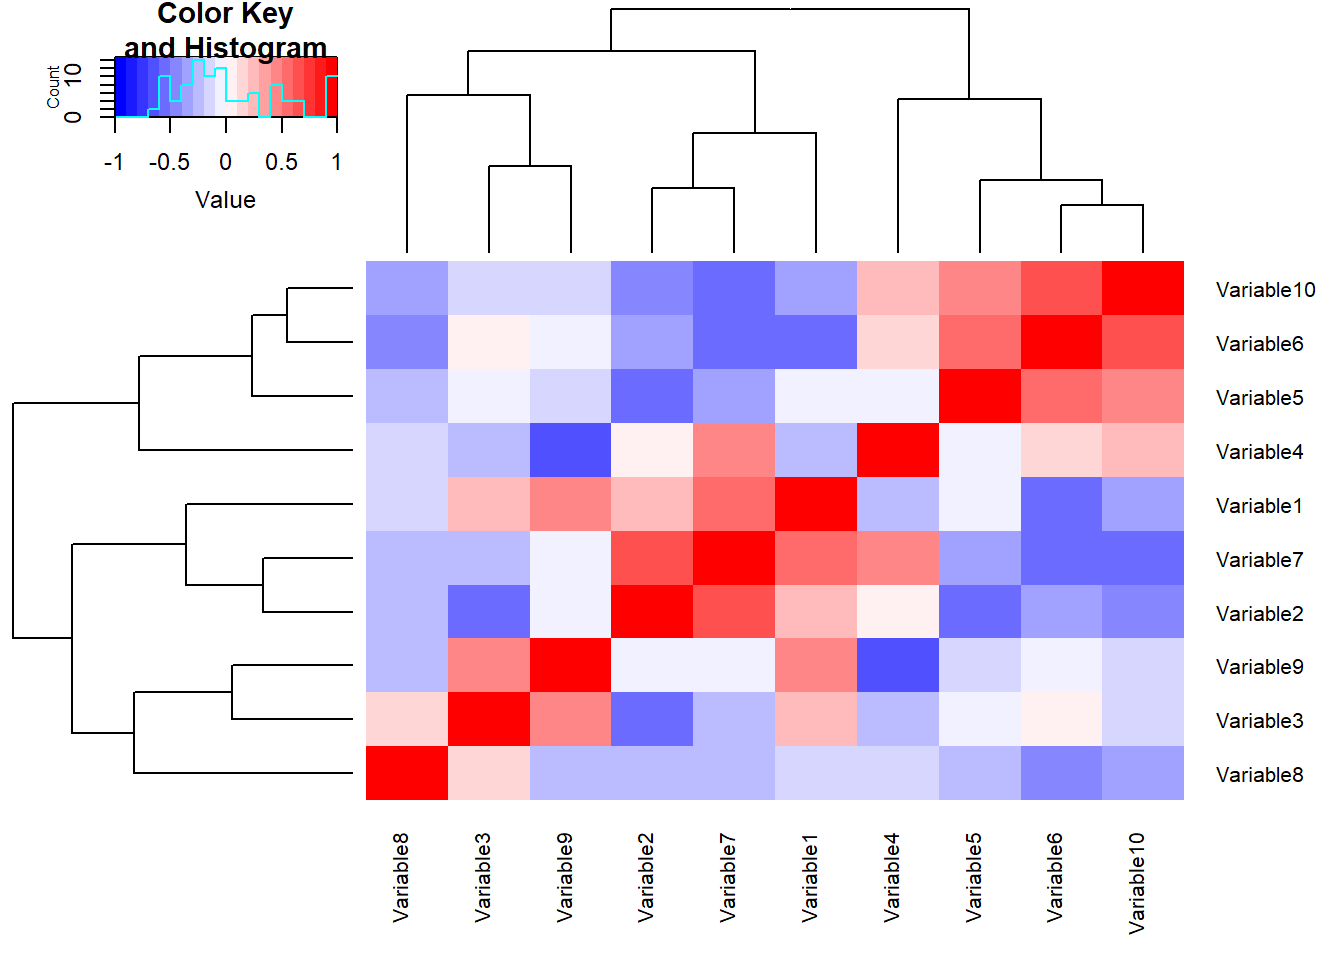 Color Key
and Histogram
Count
0
10
-1 -0.5 0 0.5 1
Value
Variable10
Variable6
Variable5
Variable4
Variable1
Variable7
Variable2
Variable9
Variable3
Variable8
Variable8 Variable3 Variable9 Variable2 Variable7 Variable1 Variable4 Variable5 Variable6 Variable10